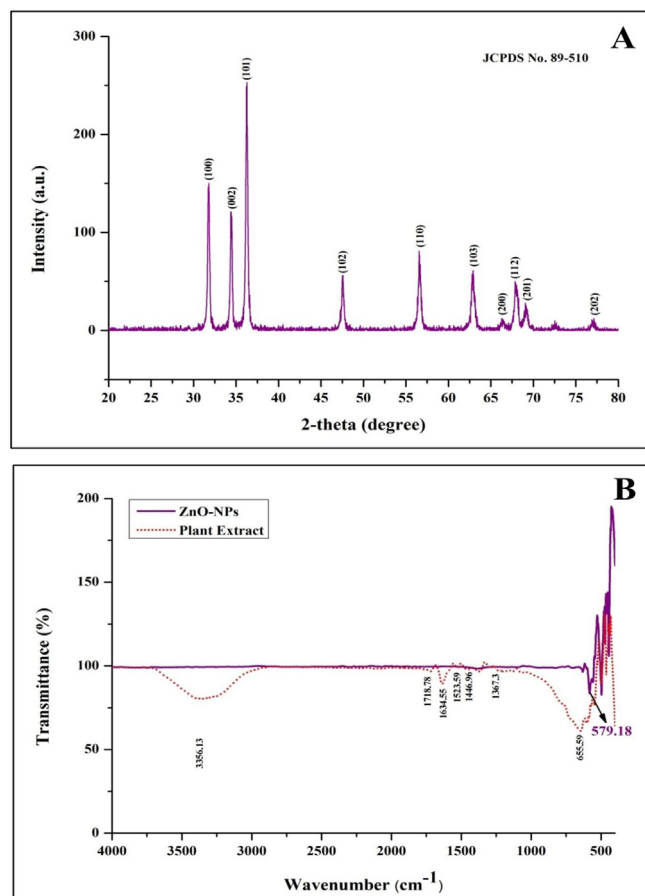 A
JCPDS No. 89-510
300
200
100
0
Intensity (a.u.)
(100)
(002)
(101)
(102)
(110)
(103)
(200)
(112)
(201)
(202)
20 25 30 35 40 45 50 55 60 65 70 75 80
2-theta (degree)
B
200
150
100
50
0
Transmittance (%)
ZnO-NPs
Plant Extract
3356.13
1718.78
1634.55
1523.59
1446.96
1367.3
655.59
579.18
4000 3500 3000 2500 2000 1500 1000 500
Wavenumber (cm-1)